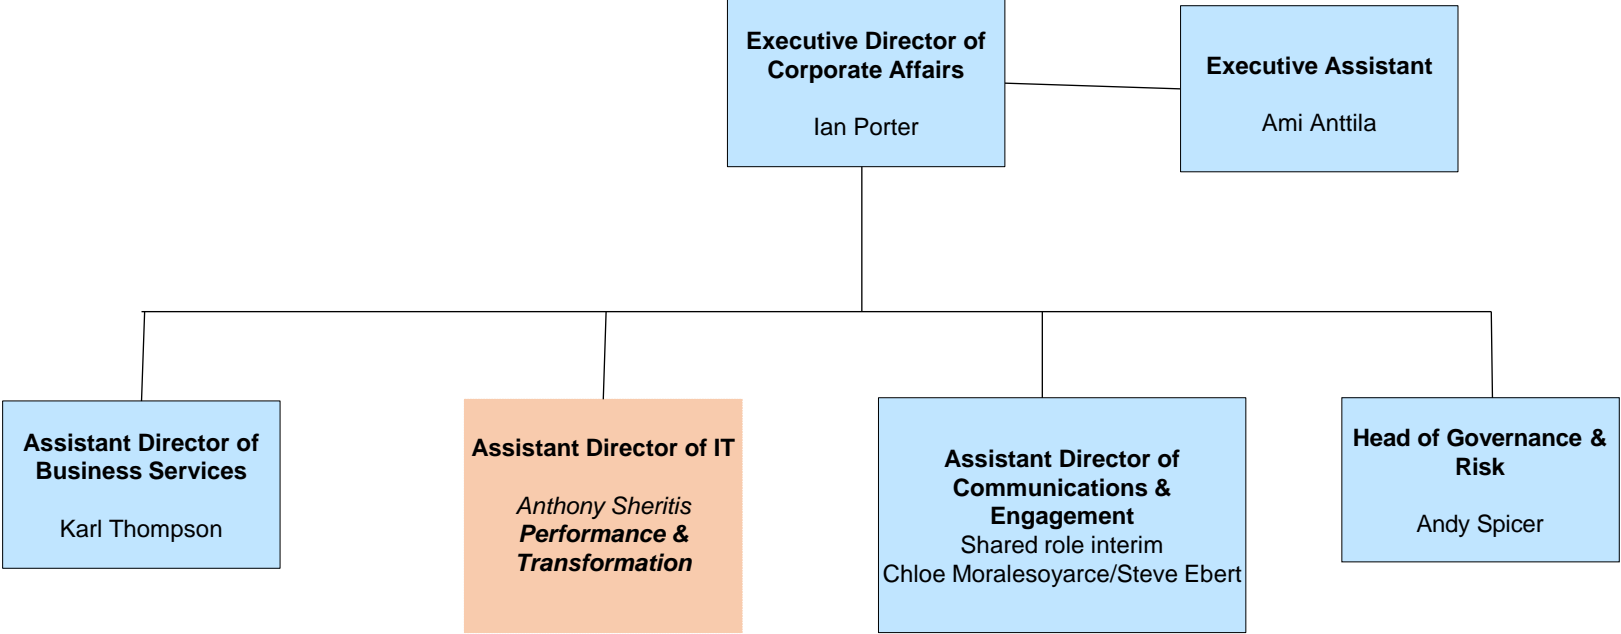 Executive Director of
Corporate Affairs
Ian Porter
Executive Assistant
Ami Anttila
Assistant Director of
Business Services
Karl Thompson
Assistant Director of IT
Anthony Sheritis
Performance &
Transformation
Assistant Director of
Communications &
Engagement
Shared role interim
Chloe Moralesoyarce/Steve Ebert
Head of Governance &
Risk
Andy Spicer